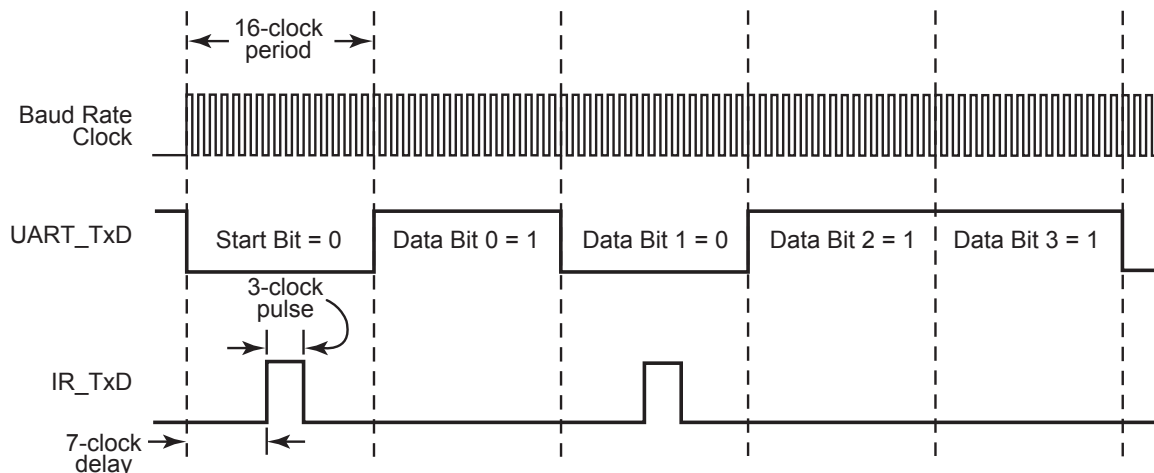 16-clock
period
Baud Rate
Clock
UART_TxD
Start Bit = 0
Data Bit 0 = 1
Data Bit 1 = 0
Data Bit 2 = 1
Data Bit 3 = 1
3-clock
pulse
IR_TxD
7-clock
delay